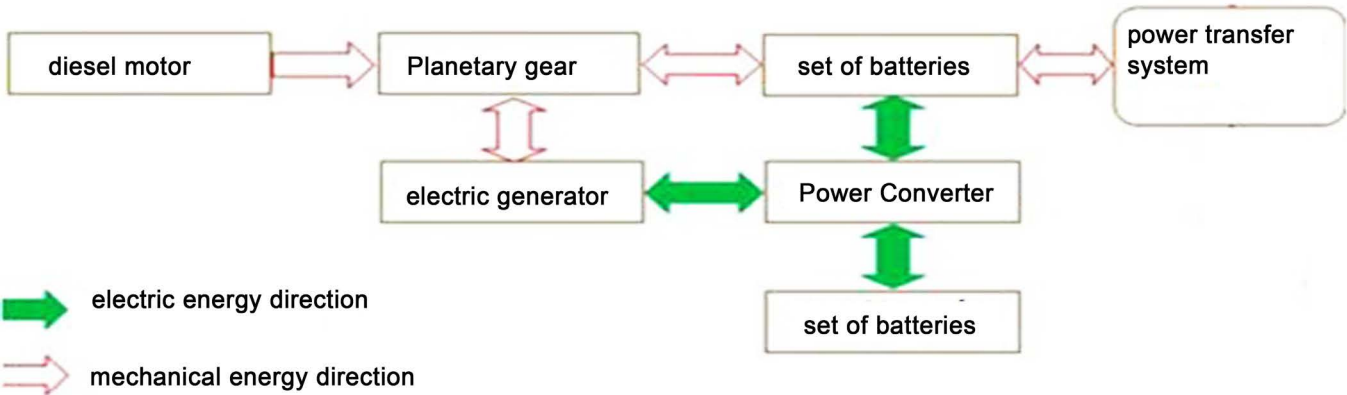 diesel motor
Planetary gear
set of batteries
power transfer
system
electric generator
Power Converter
electric energy direction
set of batteries
mechanical energy direction